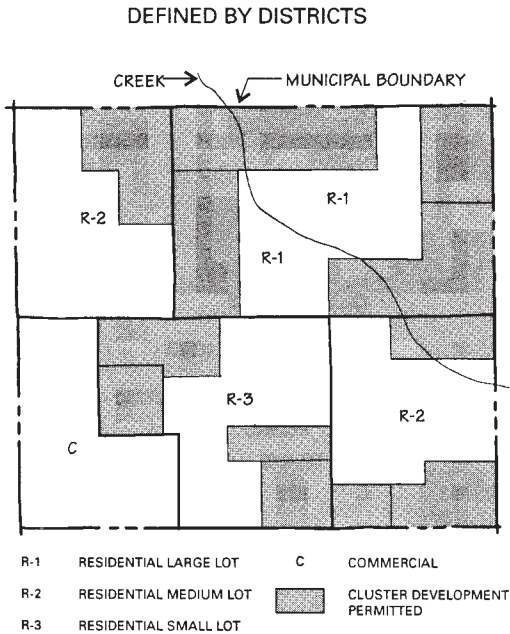 DEFINED BY DISTRICTS
CREEK
MUNICIPAL BOUNDARY
R-1
R-2
R-1
R-3
R-2
C
R-1 RESIDENTIAL LARGE LOT
C COMMERCIAL
R-2 RESIDENTIAL MEDIUM LOT
CLUSTER DEVELOPMENT
PERMITTED
R-3 RESIDENTIAL SMALL LOT